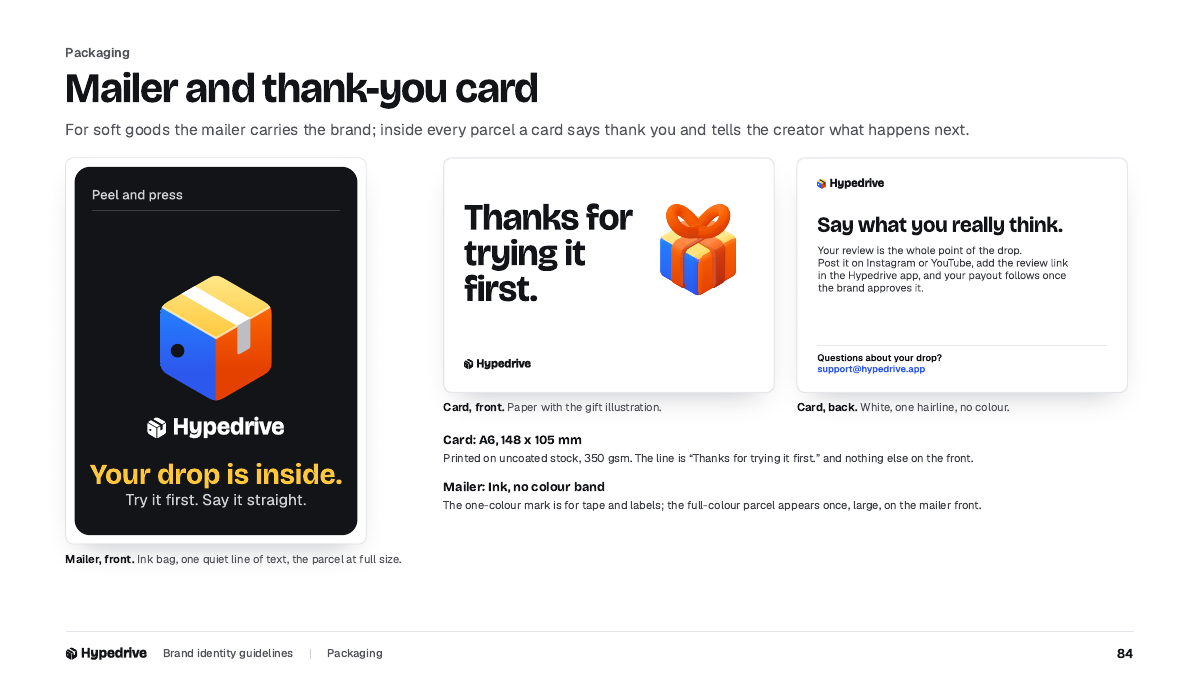 Packaging
Mailer and thank-you card
For soft goods the mailer carries the brand; inside every parcel a card says thank you and tells the creator what happens next.
Peel and press
Hypedrive
Your drop is inside.
Try it first. Say it straight.
Mailer, front. Ink bag, one quiet line of text, the parcel at full size.
Thanks for
trying it
first.
Hypedrive
Card, front. Paper with the gift illustration.
Hypedrive
Say what you really think.
Your review is the whole point of the drop.
Post it on Instagram or YouTube, add the review link
in the Hypedrive app, and your payout follows once
the brand approves it.
Questions about your drop?
support@hypedrive.app
Card, back. White, one hairline, no colour.
Card: A6, 148 x 105 mm
Printed on uncoated stock, 350 gsm. The line is “Thanks for trying it first.” and nothing else on the front.
Mailer: Ink, no colour band
The one-colour mark is for tape and labels; the full-colour parcel appears once, large, on the mailer front.
Hypedrive Brand identity guidelines | Packaging 84